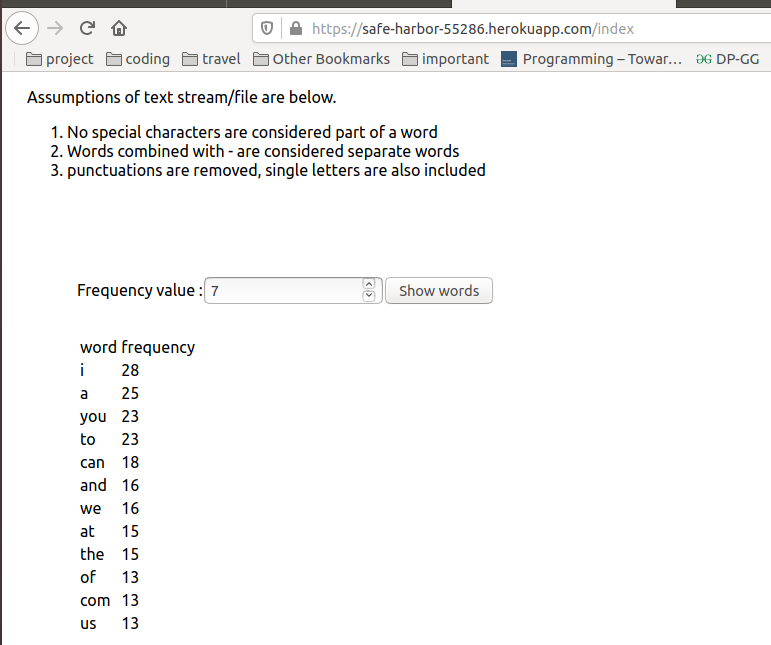 https://safe-harbor-55286.herokuapp.com/index
project coding travel Other Bookmarks important Programming – Towar... ƏG DP-GG
Assumptions of text stream/file are below.
1. No special characters are considered part of a word
2. Words combined with - are considered separate words
3. punctuations are removed, single letters are also included
Frequency value : 7 Show words
word frequency
i 28
a 25
you 23
to 23
can 18
and 16
we 16
at 15
the 15
of 13
com 13
us 13